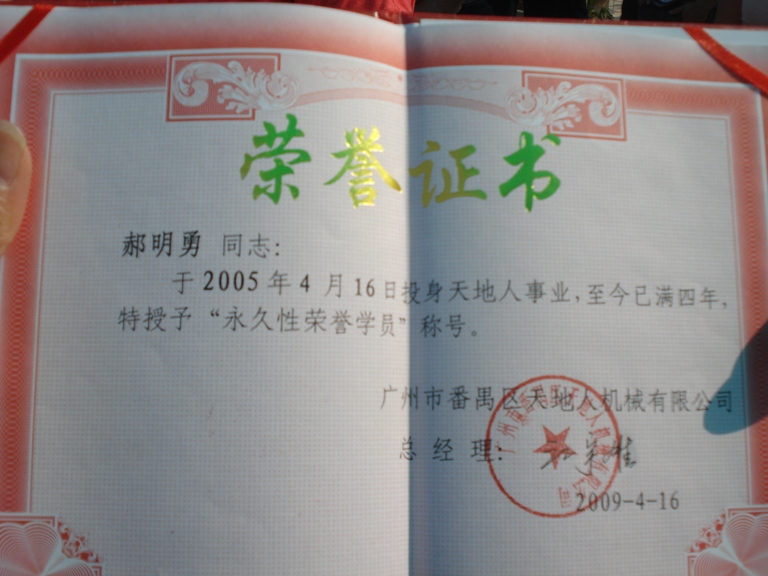 荣誉证书
郝明勇 同志:
于 2005 年 4 月 16 日投身天地人事业,至今已满四年,
特授予“永久性荣誉学员”称号。
广州市番禺区天地人机械有限公司
总 经 理:
2009-4-16